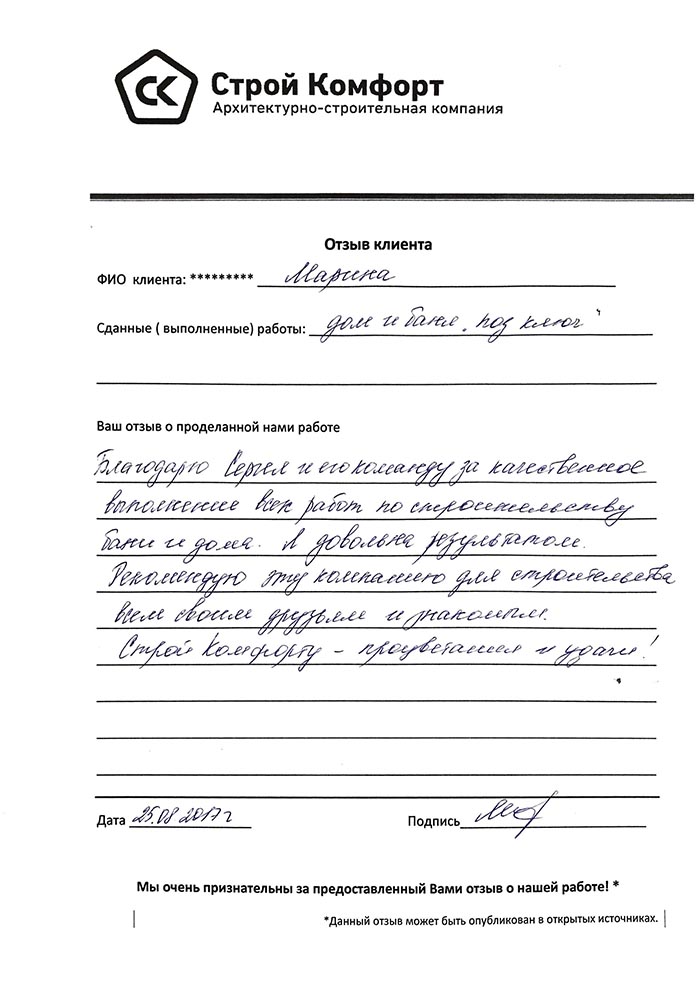 СК
Строй Комфорт
Архитектурно-строительная компания
Отзыв клиента
ФИО клиента: ********* Марина
Сданные ( выполненные) работы: дом и баня „под ключ"
Ваш отзыв о проделанной нами работе
Благодарю Сергея и его команду за качественное
выполнение всех работ по строительству
бани и дома. Я довольна результатом.
Рекомендую эту компанию для строительства
всем своим друзьям и знакомым.
Строй Комфорту – процветания и удачи!
Дата 25.08 2017 г
Подпись
Мы очень признательны за предоставленный Вами отзыв о нашей работе! *
*Данный отзыв может быть опубликован в открытых источниках.